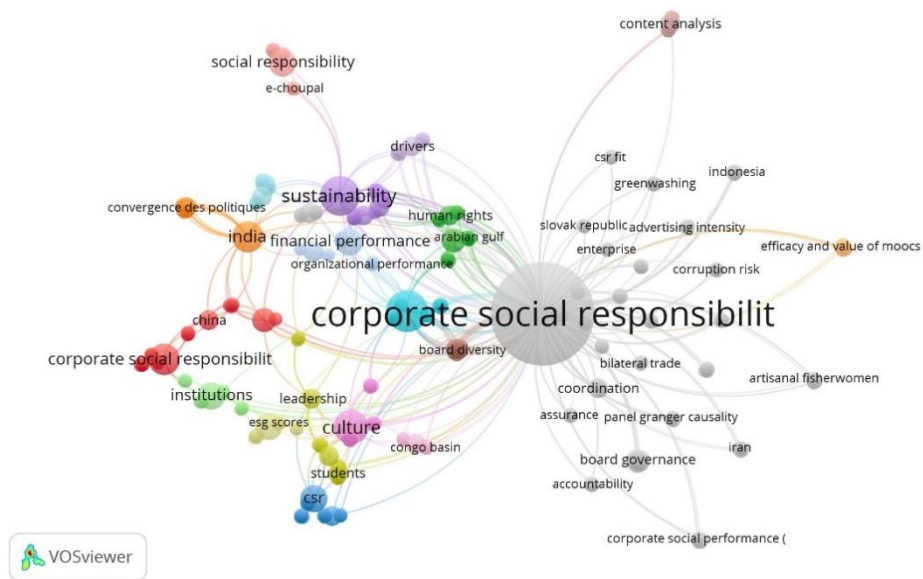 content analysis
social responsibility
e-choupal
drivers
csr fit
indonesia
greenwashing
sustainability
convergence des politiques
human rights
slovak republic
advertising intensity
india
financial performance
arabian gulf
enterprise
efficacy and value of moocs
organizational performance
corruption risk
corporate social responsibilit
china
board diversity
corporate social responsibilit
bilateral trade
artisanal fisherwomen
coordination
institutions
leadership
esg scores
culture
assurance
panel granger causality
congo basin
iran
board governance
students
accountability
csr
corporate social performance (
VOSviewer